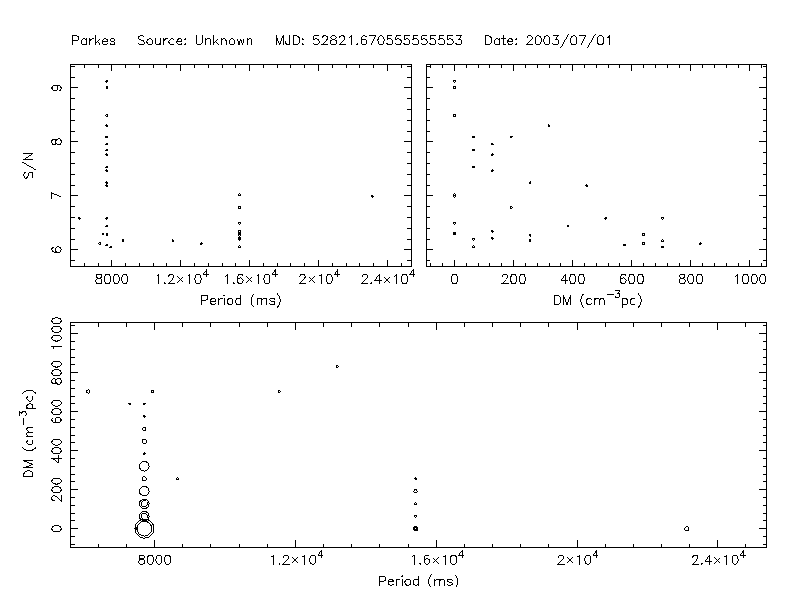 Parkes Source: Unknown MJD: 52821.670555555553 Date: 2003/07/01
S/N
9
8
7
6
8000 1.2×10⁴ 1.6×10⁴ 2×10⁴ 2.4×10⁴
Period (ms)
0 200 400 600 800 1000
DM (cm⁻³pc)
DM (cm⁻³pc)
1000
800
600
400
200
0
8000 1.2×10⁴ 1.6×10⁴ 2×10⁴ 2.4×10⁴
Period (ms)